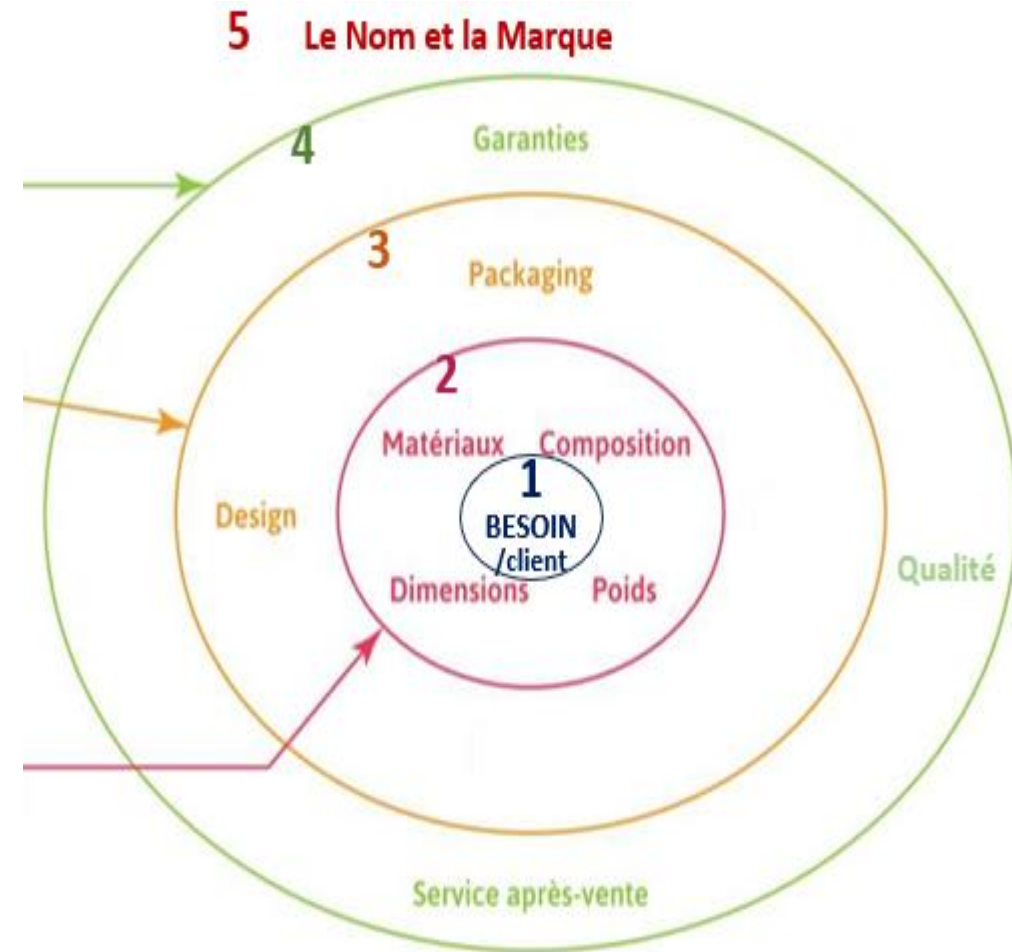 5 Le Nom et la Marque
4
Garanties
3
Packaging
2
Matériaux Composition
1
BESOIN
/client
Design
Dimensions Poids
Qualité
Service après-vente